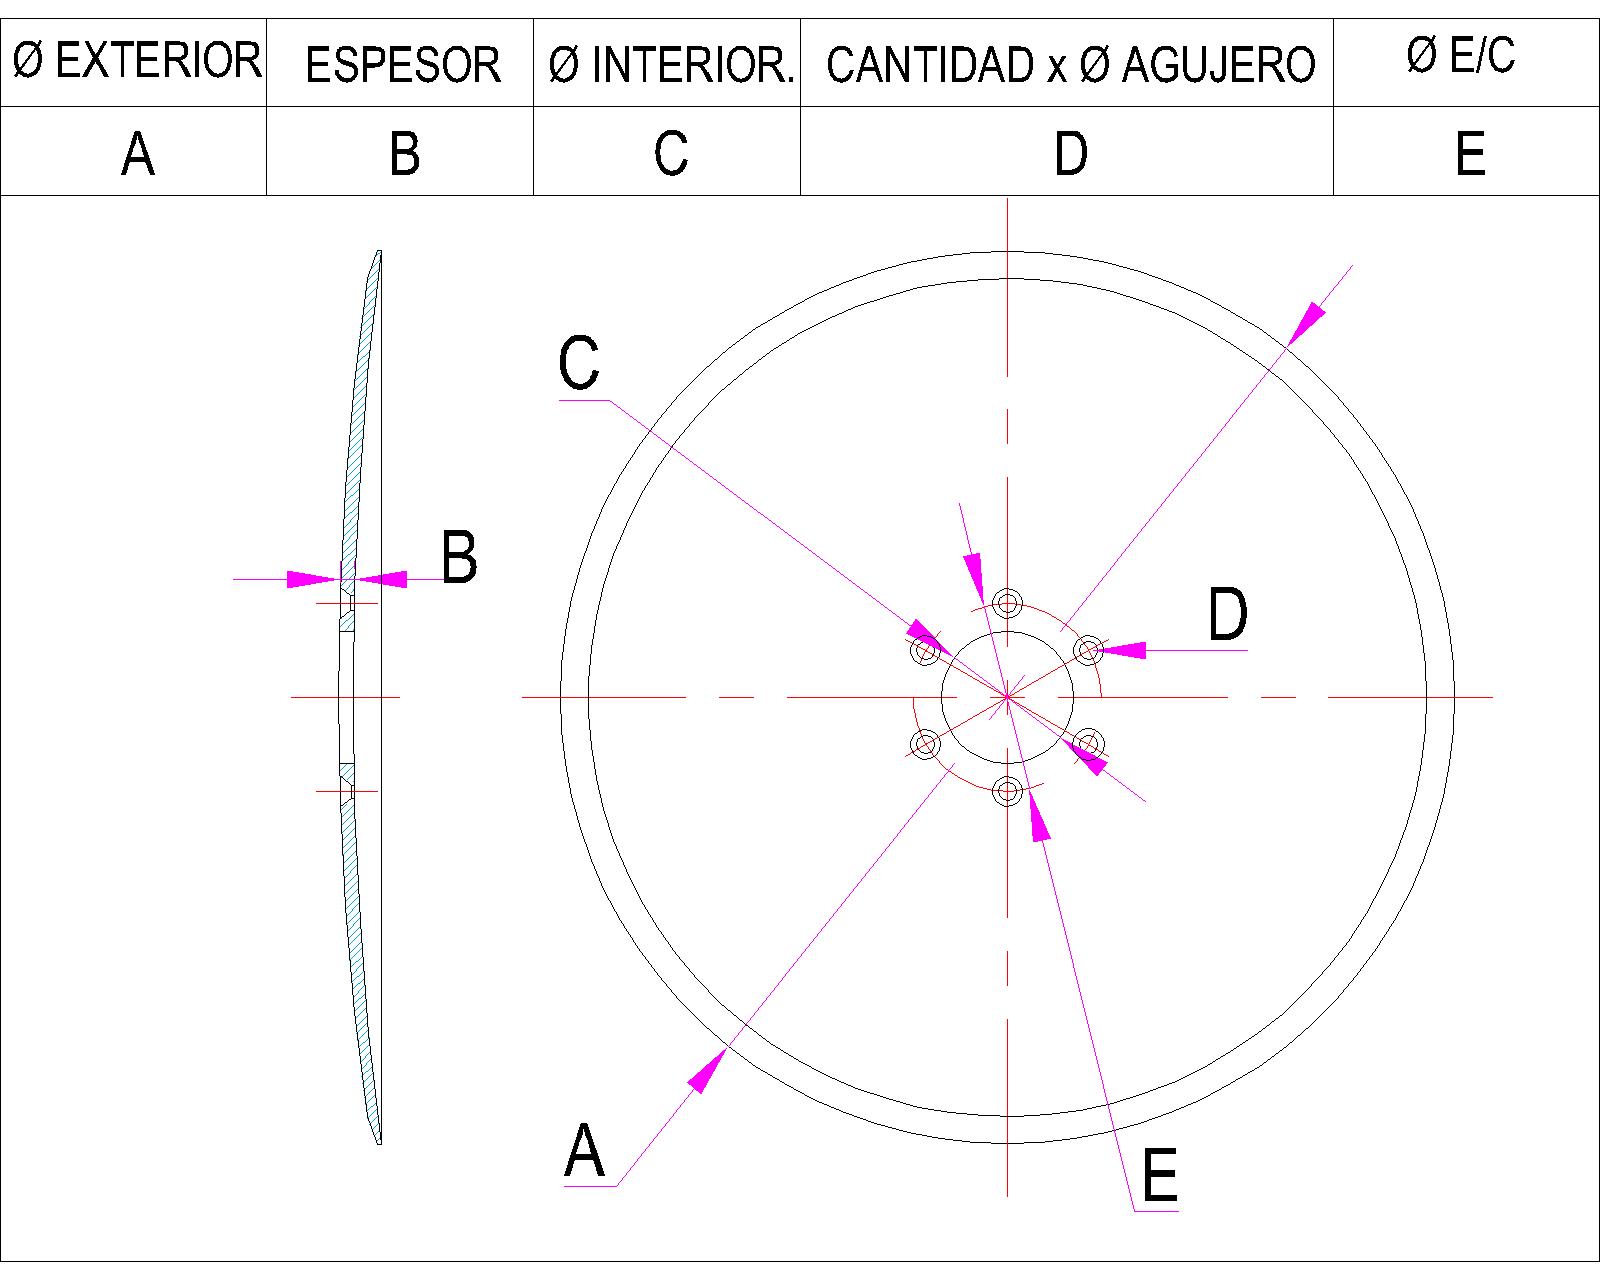 Ø EXTERIOR ESPESOR Ø INTERIOR. CANTIDAD x Ø AGUJERO Ø E/C
A B C D E
C
B
D
A
E